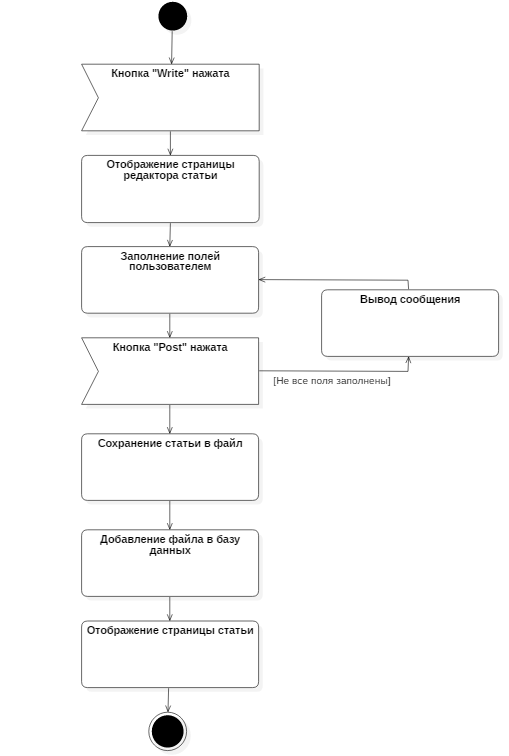 Кнопка "Write" нажата
Отображение страницы
редактора статьи
Заполнение полей
пользователем
Вывод сообщения
Кнопка "Post" нажата
[Не все поля заполнены]
Сохранение статьи в файл
Добавление файла в базу
данных
Отображение страницы статьи